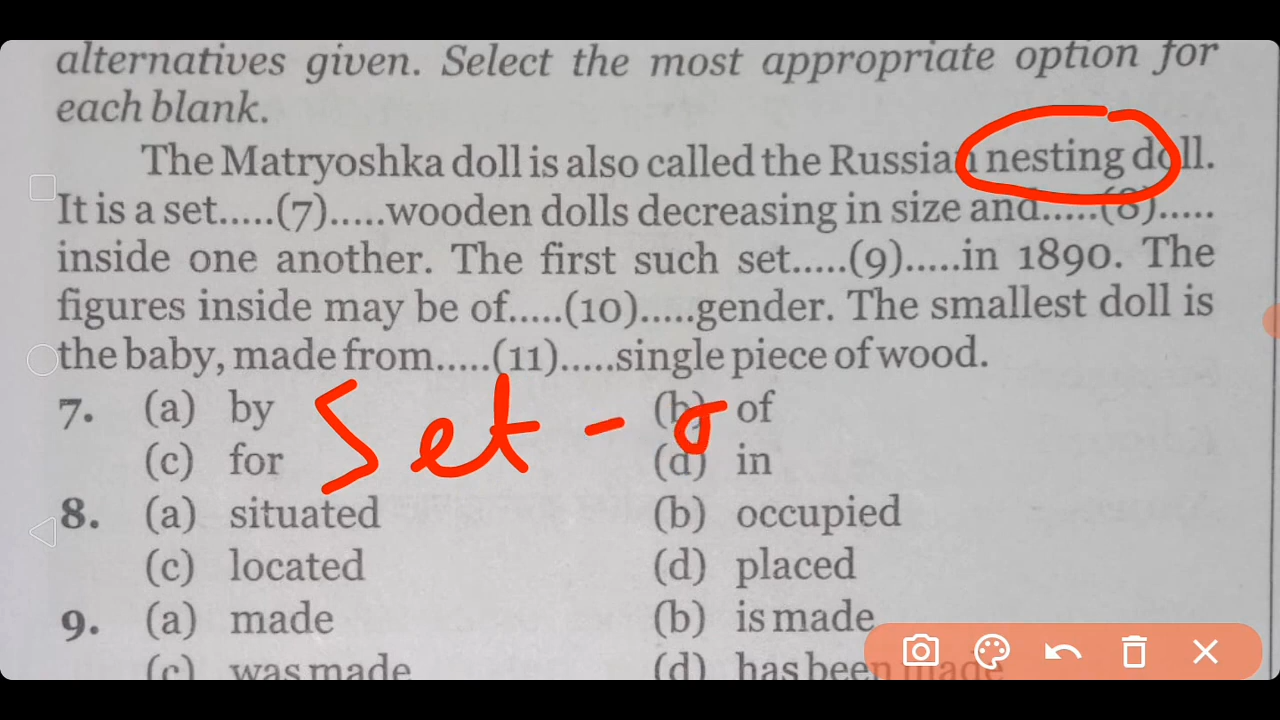 alternatives given. Select the most appropriate option for
each blank.
The Matryoshka doll is also called the Russian nesting doll.
It is a set.....(7).....wooden dolls decreasing in size and.....(8).....
inside one another. The first such set.....(9).....in 1890. The
figures inside may be of.....(10).....gender. The smallest doll is
the baby, made from.....(11).....single piece of wood.
7. (a) by (b) of
(c) for (d) in
Set - o
8. (a) situated (b) occupied
(c) located (d) placed
9. (a) made (b) is made
(c) was made (d) has been made